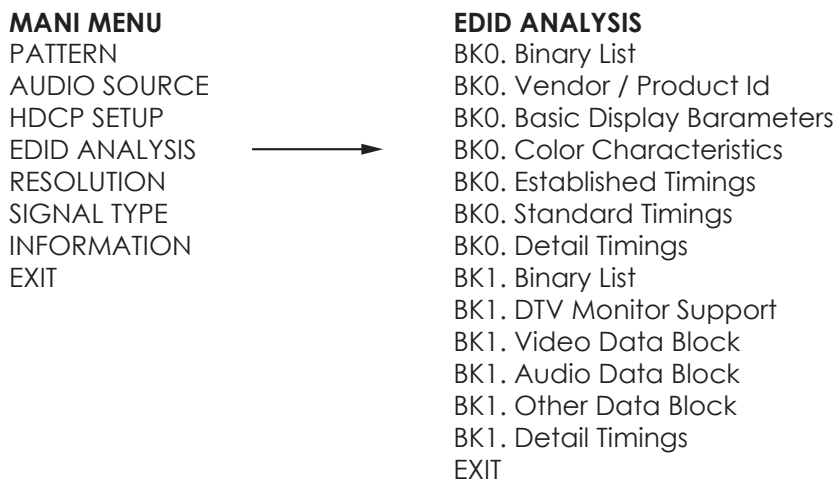 MANI MENU
PATTERN
AUDIO SOURCE
HDCP SETUP
EDID ANALYSIS
RESOLUTION
SIGNAL TYPE
INFORMATION
EXIT
EDID ANALYSIS
BK0. Binary List
BK0. Vendor / Product Id
BK0. Basic Display Barameters
BK0. Color Characteristics
BK0. Established Timings
BK0. Standard Timings
BK0. Detail Timings
BK1. Binary List
BK1. DTV Monitor Support
BK1. Video Data Block
BK1. Audio Data Block
BK1. Other Data Block
BK1. Detail Timings
EXIT